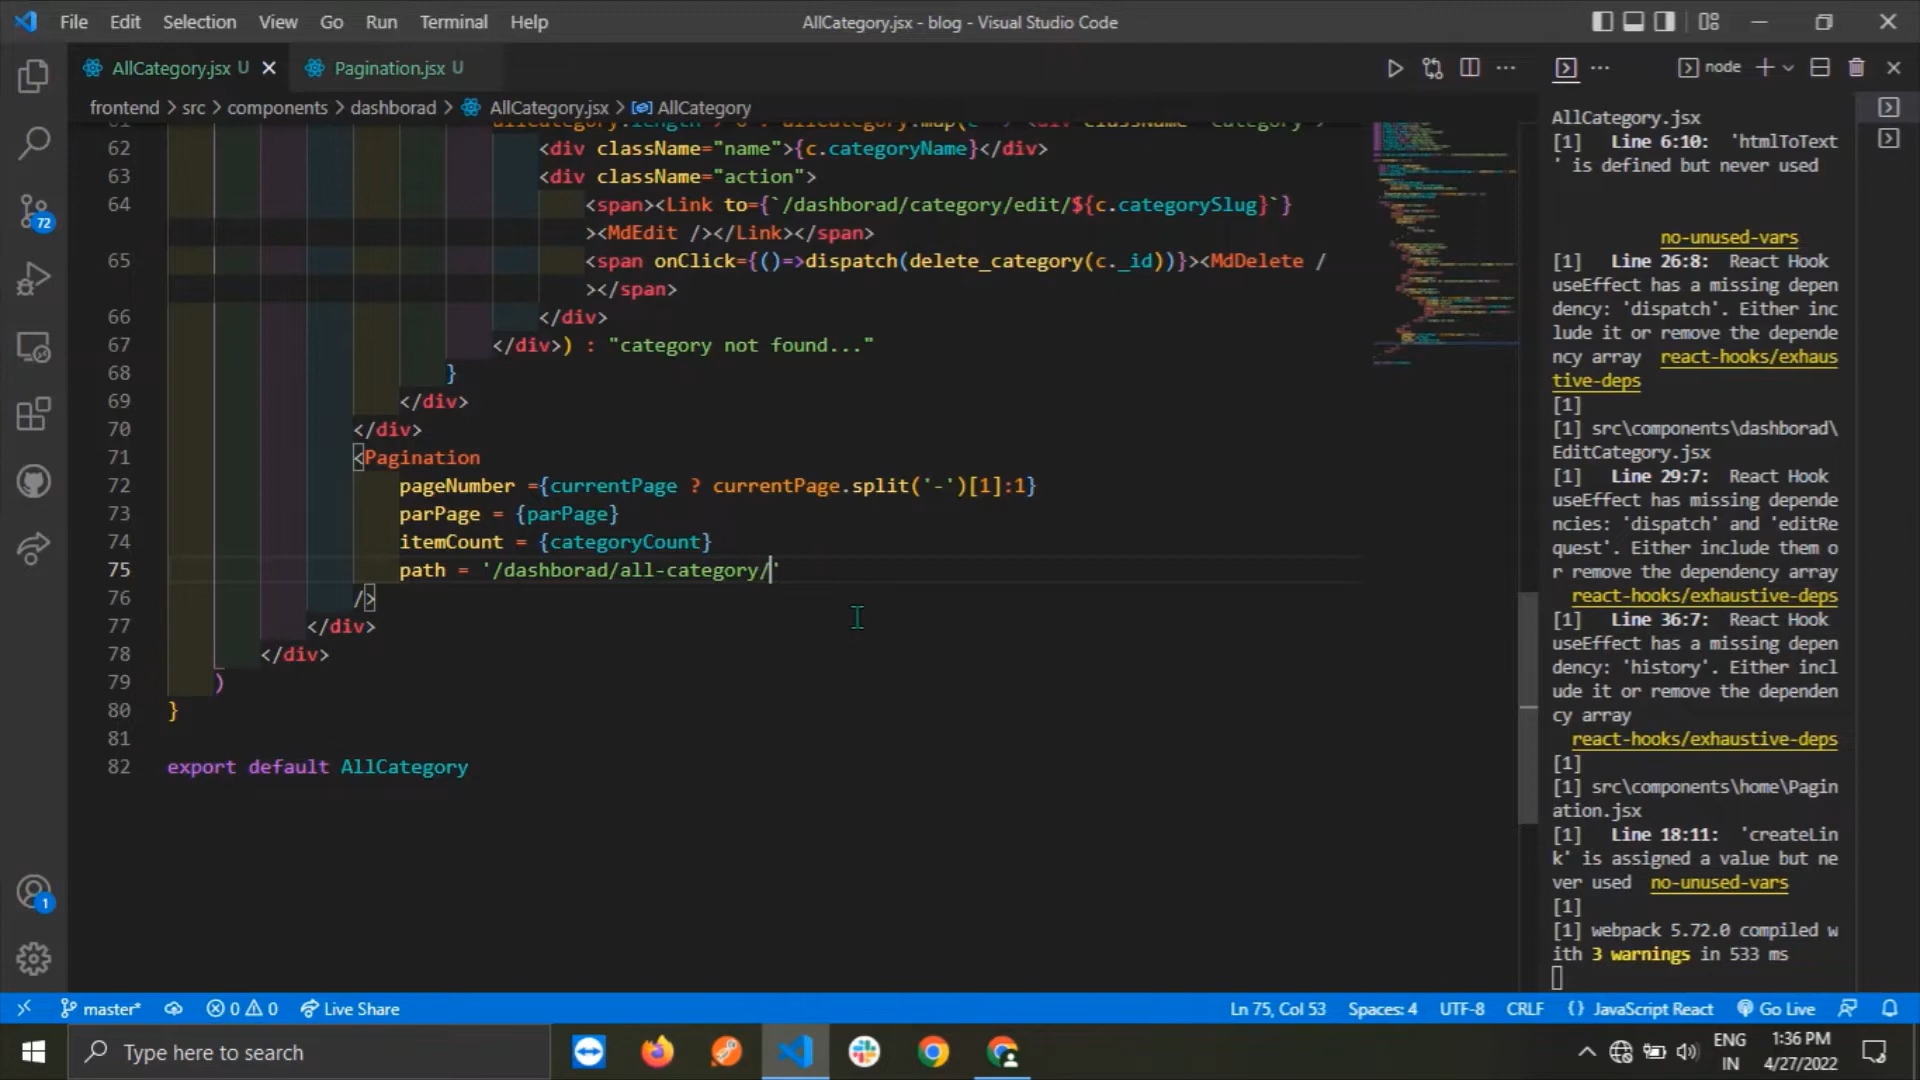 File Edit Selection View Go Run Terminal Help
AllCategory.jsx - blog - Visual Studio Code
AllCategory.jsx U
Pagination.jsx U
node
frontend > src > components > dashborad > AllCategory.jsx > AllCategory
62 <div className="name">{c.categoryName}</div>
63 <div className="action">
64 <span><Link to={`/dashborad/category/edit/${c.categorySlug}`}
><MdEdit /></Link></span>
65 <span onClick={()=>dispatch(delete_category(c._id))}><MdDelete /
></span>
66 </div>
67 </div>) : "category not found..."
68 }
69 </div>
70 </div>
71 <Pagination
72 pageNumber ={currentPage ? currentPage.split('-')[1]:1}
73 parPage = {parPage}
74 itemCount = {categoryCount}
75 path = '/dashborad/all-category/'
76 />
77 </div>
78 </div>
79 )
80 }
81
82 export default AllCategory
AllCategory.jsx
[1] Line 6:10: 'htmlToText
' is defined but never used
no-unused-vars
[1] Line 26:8: React Hook
useEffect has a missing depen
dency: 'dispatch'. Either inc
lude it or remove the depende
ncy array react-hooks/exhaus
tive-deps
[1]
[1] src\components\dashborad\
EditCategory.jsx
[1] Line 29:7: React Hook
useEffect has missing depende
ncies: 'dispatch' and 'editRe
quest'. Either include them o
r remove the dependency array
react-hooks/exhaustive-deps
[1] Line 36:7: React Hook
useEffect has a missing depen
dency: 'history'. Either incl
ude it or remove the dependen
cy array
react-hooks/exhaustive-deps
[1]
[1] src\components\home\Pagin
ation.jsx
[1] Line 18:11: 'createLin
k' is assigned a value but ne
ver used no-unused-vars
[1]
[1] webpack 5.72.0 compiled w
ith 3 warnings in 533 ms
72
1
master* 0 0 Live Share
Ln 75, Col 53 Spaces: 4 UTF-8 CRLF {} JavaScript React Go Live
Type here to search
ENG
IN
1:36 PM
4/27/2022